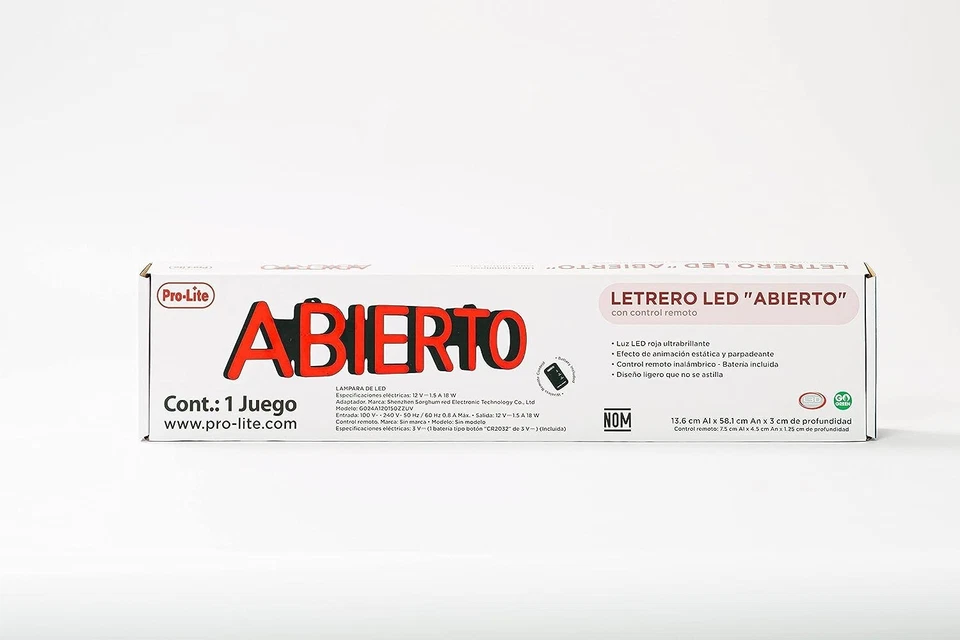 LETRERO LED "ABIERTO"
Pro-Lite
ABIERTO
Cont.: 1 Juego
www.pro-lite.com
LAMPARA DE LED
Especificaciones eléctricas: 12 V⎓ 1.5 A 18 W
Adaptador. Marca: Shenzhen Sorghum red Electronic Technology Co., Ltd
Modelo: G024A120150ZZUV
Entrada: 100 V~ - 240 V~ 50 Hz / 60 Hz 0.8 A Máx. • Salida: 12 V⎓ 1.5 A 18 W
Control remoto. Marca: Sin marca • Modelo: Sin modelo
Especificaciones eléctricas: 3 V⎓ (1 batería tipo botón "CR2032" de 3 V⎓) (Incluida)
LETRERO LED "ABIERTO"
con control remoto
• Luz LED roja ultrabrillante
• Efecto de animación estática y parpadeante
• Control remoto inalámbrico - Batería incluida
• Diseño ligero que no se astilla
LED
GO
GREEN
NOM
13.6 cm Al x 58.1 cm An x 3 cm de profundidad
Control remoto: 7.5 cm Al x 4.5 cm An x 1.25 cm de profundidad